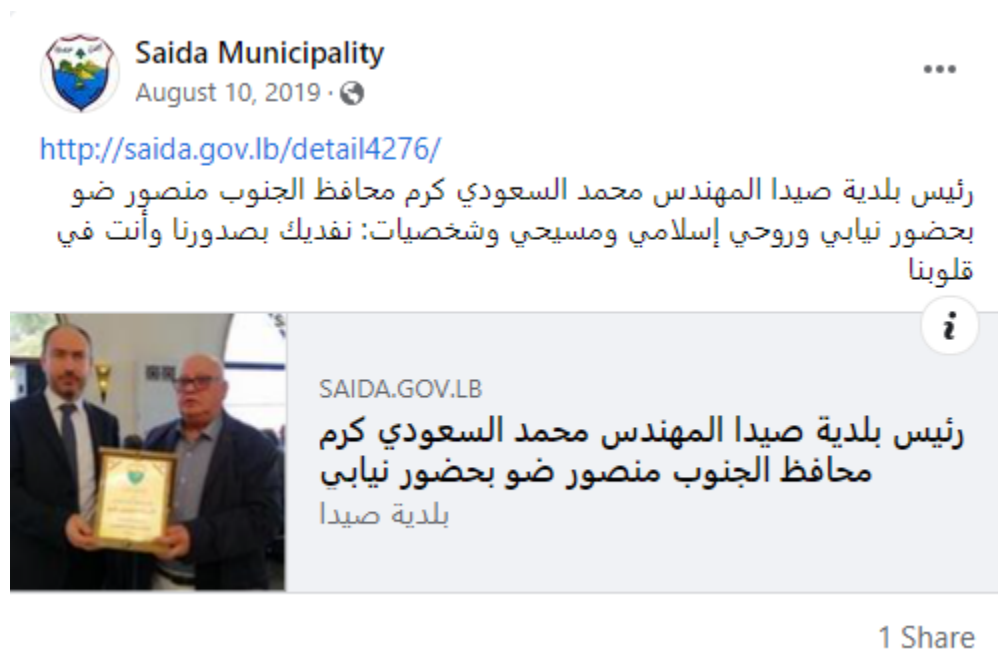 Saida Municipality
August 10, 2019 ·
http://saida.gov.lb/detail4276/
رئيس بلدية صيدا المهندس محمد السعودي كرم محافظ الجنوب منصور ضو
بحضور نيابي وروحي إسلامي ومسيحي وشخصيات: نفديك بصدورنا وأنت في
قلوبنا
SAIDA.GOV.LB
رئيس بلدية صيدا المهندس محمد السعودي كرم
محافظ الجنوب منصور ضو بحضور نيابي
بلدية صيدا
1 Share